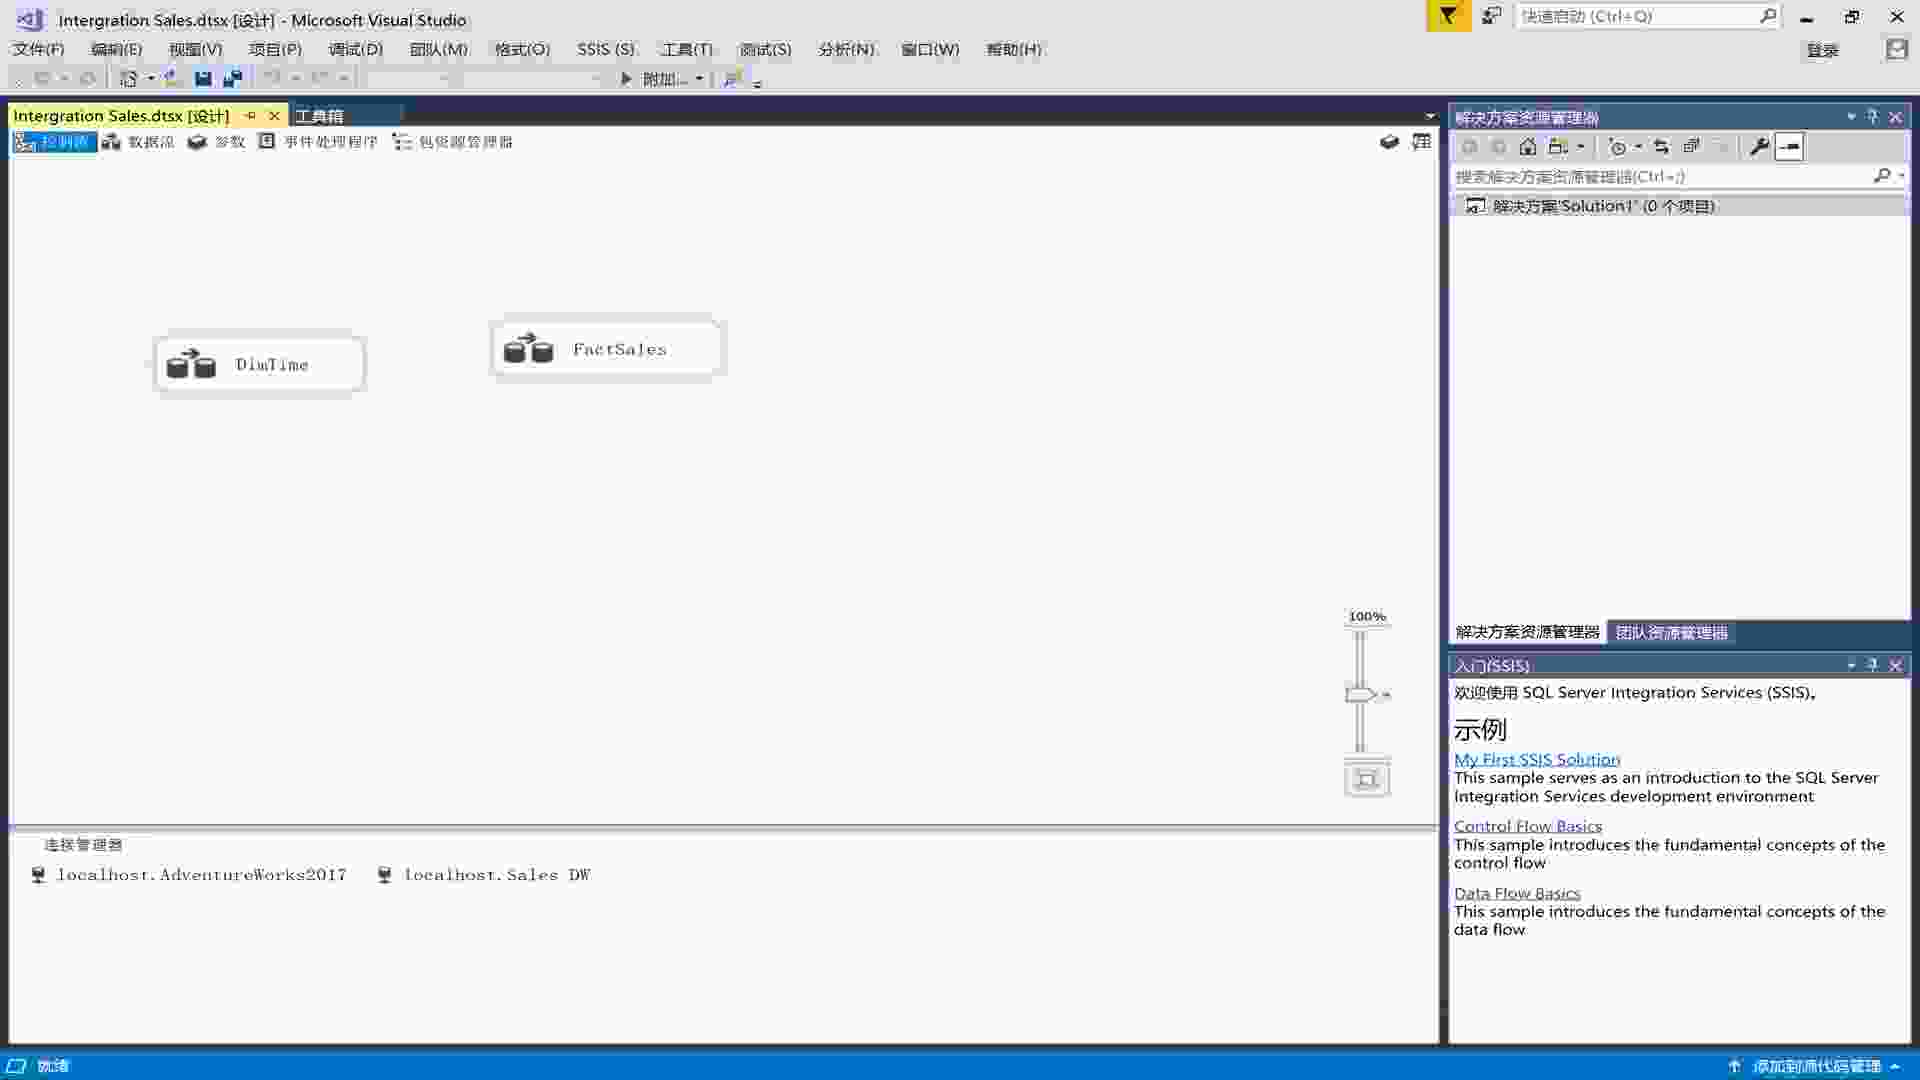 Intergration Sales.dtsx [设计] - Microsoft Visual Studio
快速启动 (Ctrl+Q)
文件(F) 编辑(E) 视图(V) 项目(P) 调试(D) 团队(M) 格式(O) SSIS (S) 工具(T) 测试(S) 分析(N) 窗口(W) 帮助(H)
登录
附加...
Intergration Sales.dtsx [设计]
工具箱
控制流 数据流 参数 事件处理程序 包资源管理器
DimTime
FactSales
100%
连接管理器
localhost.AdventureWorks2017
localhost.Sales DW
解决方案资源管理器
搜索解决方案资源管理器(Ctrl+;)
解决方案'Solution1' (0 个项目)
解决方案资源管理器 团队资源管理器
入门(SSIS)
欢迎使用 SQL Server Integration Services (SSIS)。
示例
My First SSIS Solution
This sample serves as an introduction to the SQL Server
Integration Services development environment
Control Flow Basics
This sample introduces the fundamental concepts of the
control flow
Data Flow Basics
This sample introduces the fundamental concepts of the
data flow
就绪
添加到源代码管理